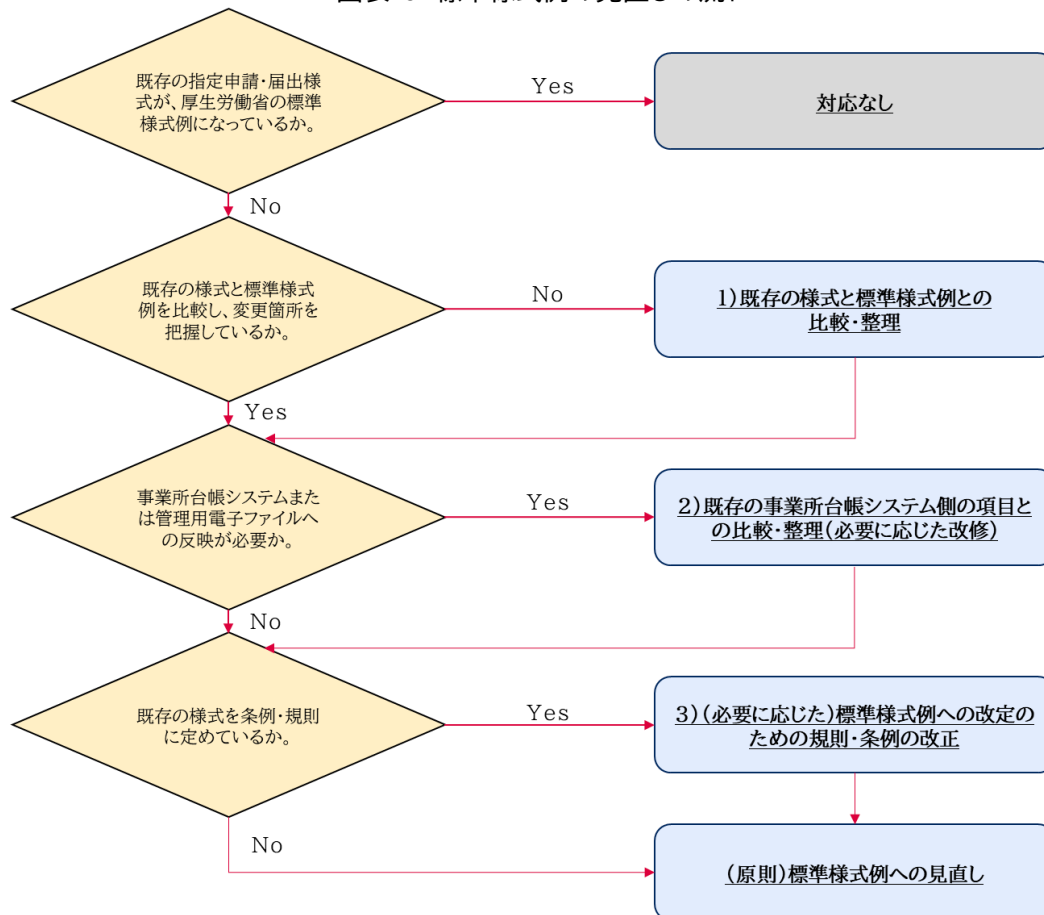 既存の指定申請・届出様
式が、厚生労働省の標準
様式例になっているか。
Yes
対応なし
No
既存の様式と標準様式
例を比較し、変更箇所を
把握しているか。
No
1)既存の様式と標準様式例との
比較・整理
Yes
事業所台帳システムまた
は管理用電子ファイルへ
の反映が必要か。
Yes
2)既存の事業所台帳システム側の項目と
の比較・整理(必要に応じた改修)
No
既存の様式を条例・規則
に定めているか。
Yes
3)(必要に応じた)標準様式例への改定の
ための規則・条例の改正
No
(原則)標準様式例への見直し